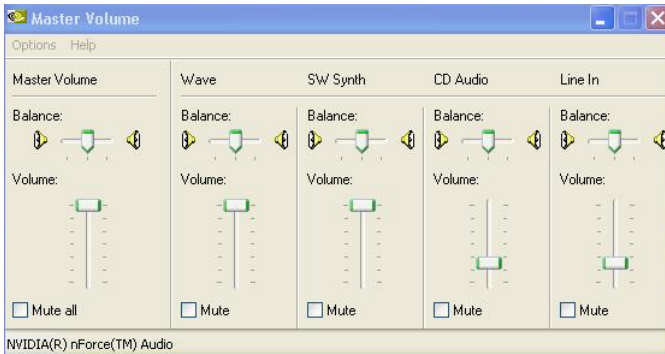 Master Volume
Options Help
Master Volume Wave SW Synth CD Audio Line In
Balance: Balance: Balance: Balance: Balance:
Volume: Volume: Volume: Volume: Volume:
Mute all Mute Mute Mute Mute
NVIDIA(R) nForce(TM) Audio